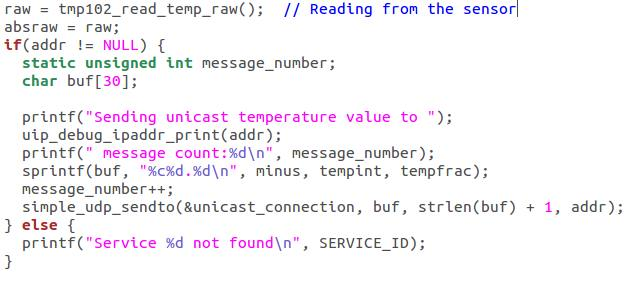 raw = tmp102_read_temp_raw();  // Reading from the sensor
absraw = raw;
if(addr != NULL) {
  static unsigned int message_number;
  char buf[30];

  printf("Sending unicast temperature value to ");
  uip_debug_ipaddr_print(addr);
  printf(" message count:%d\n", message_number);
  sprintf(buf, "%c%d.%d\n", minus, tempint, tempfrac);
  message_number++;
  simple_udp_sendto(&unicast_connection, buf, strlen(buf) + 1, addr);
} else {
  printf("Service %d not found\n", SERVICE_ID);
}